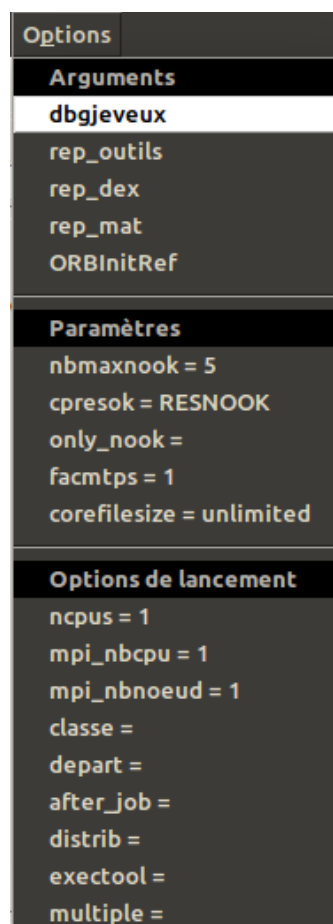 Options
Arguments
dbgjeveux
rep_outils
rep_dex
rep_mat
ORBInitRef
Paramètres
nbmaxnook = 5
cpresok = RESNOOK
only_nook =
facmtps = 1
corefilesize = unlimited
Options de lancement
ncpus = 1
mpi_nbcpu = 1
mpi_nbnoeud = 1
classe =
depart =
after_job =
distrib =
exectool =
multiple =